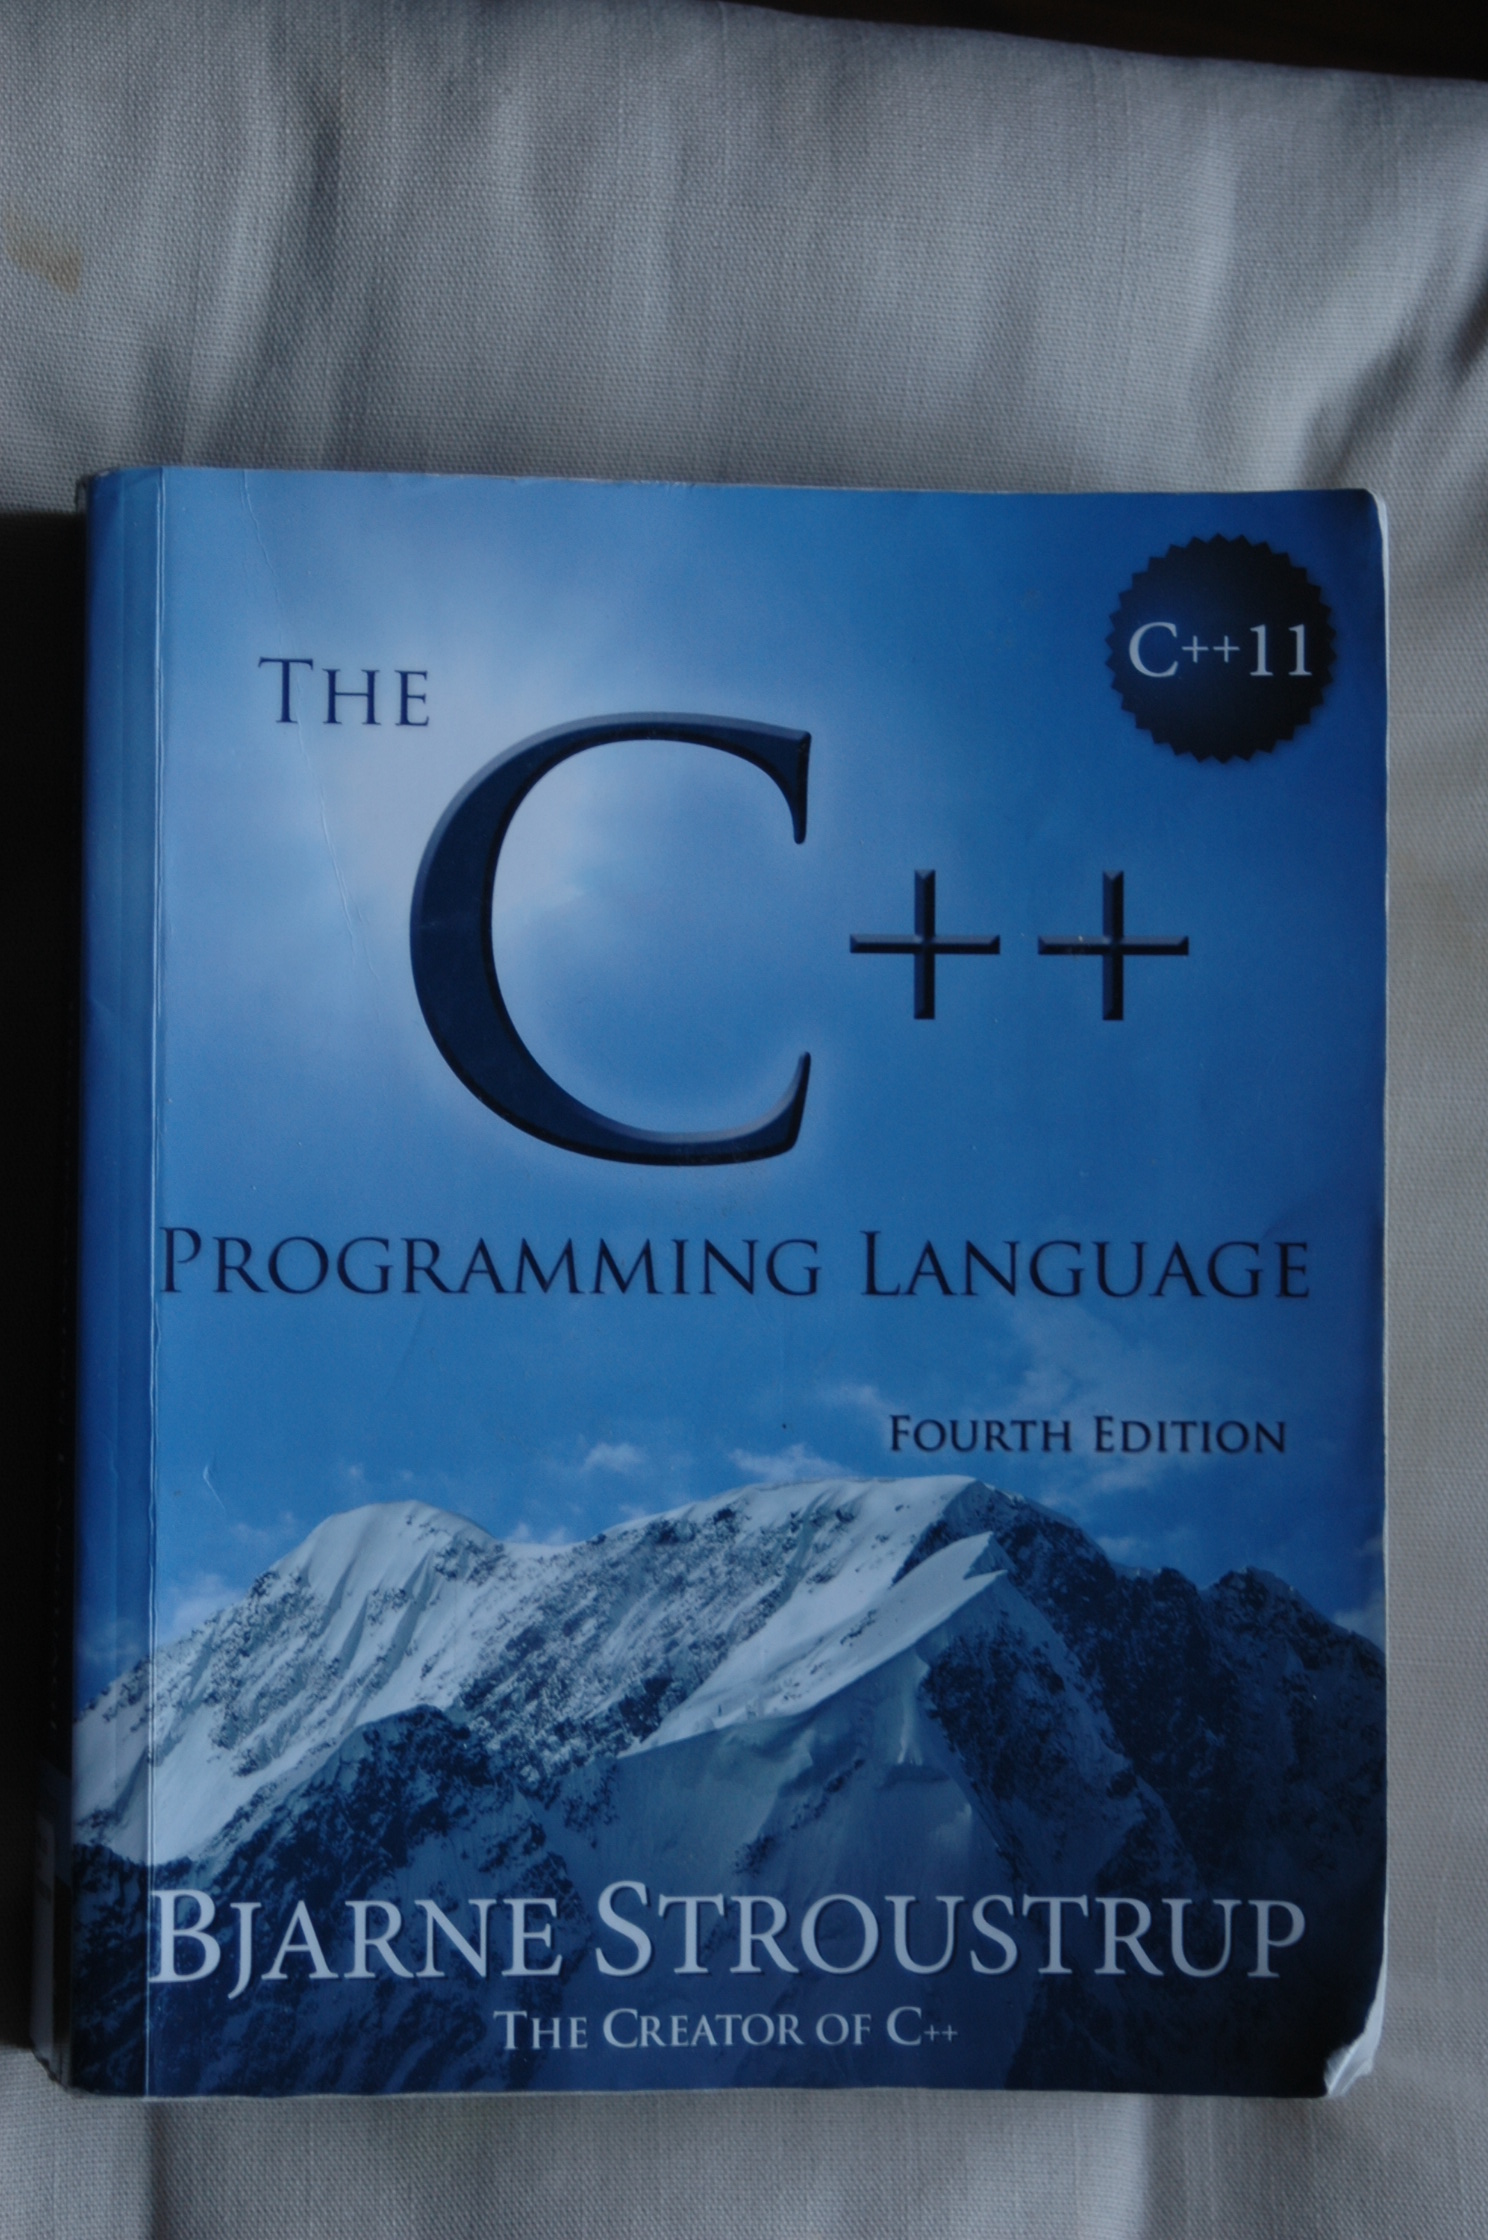 C++11
THE
C++
PROGRAMMING LANGUAGE
FOURTH EDITION
BJARNE STROUSTRUP
THE CREATOR OF C++